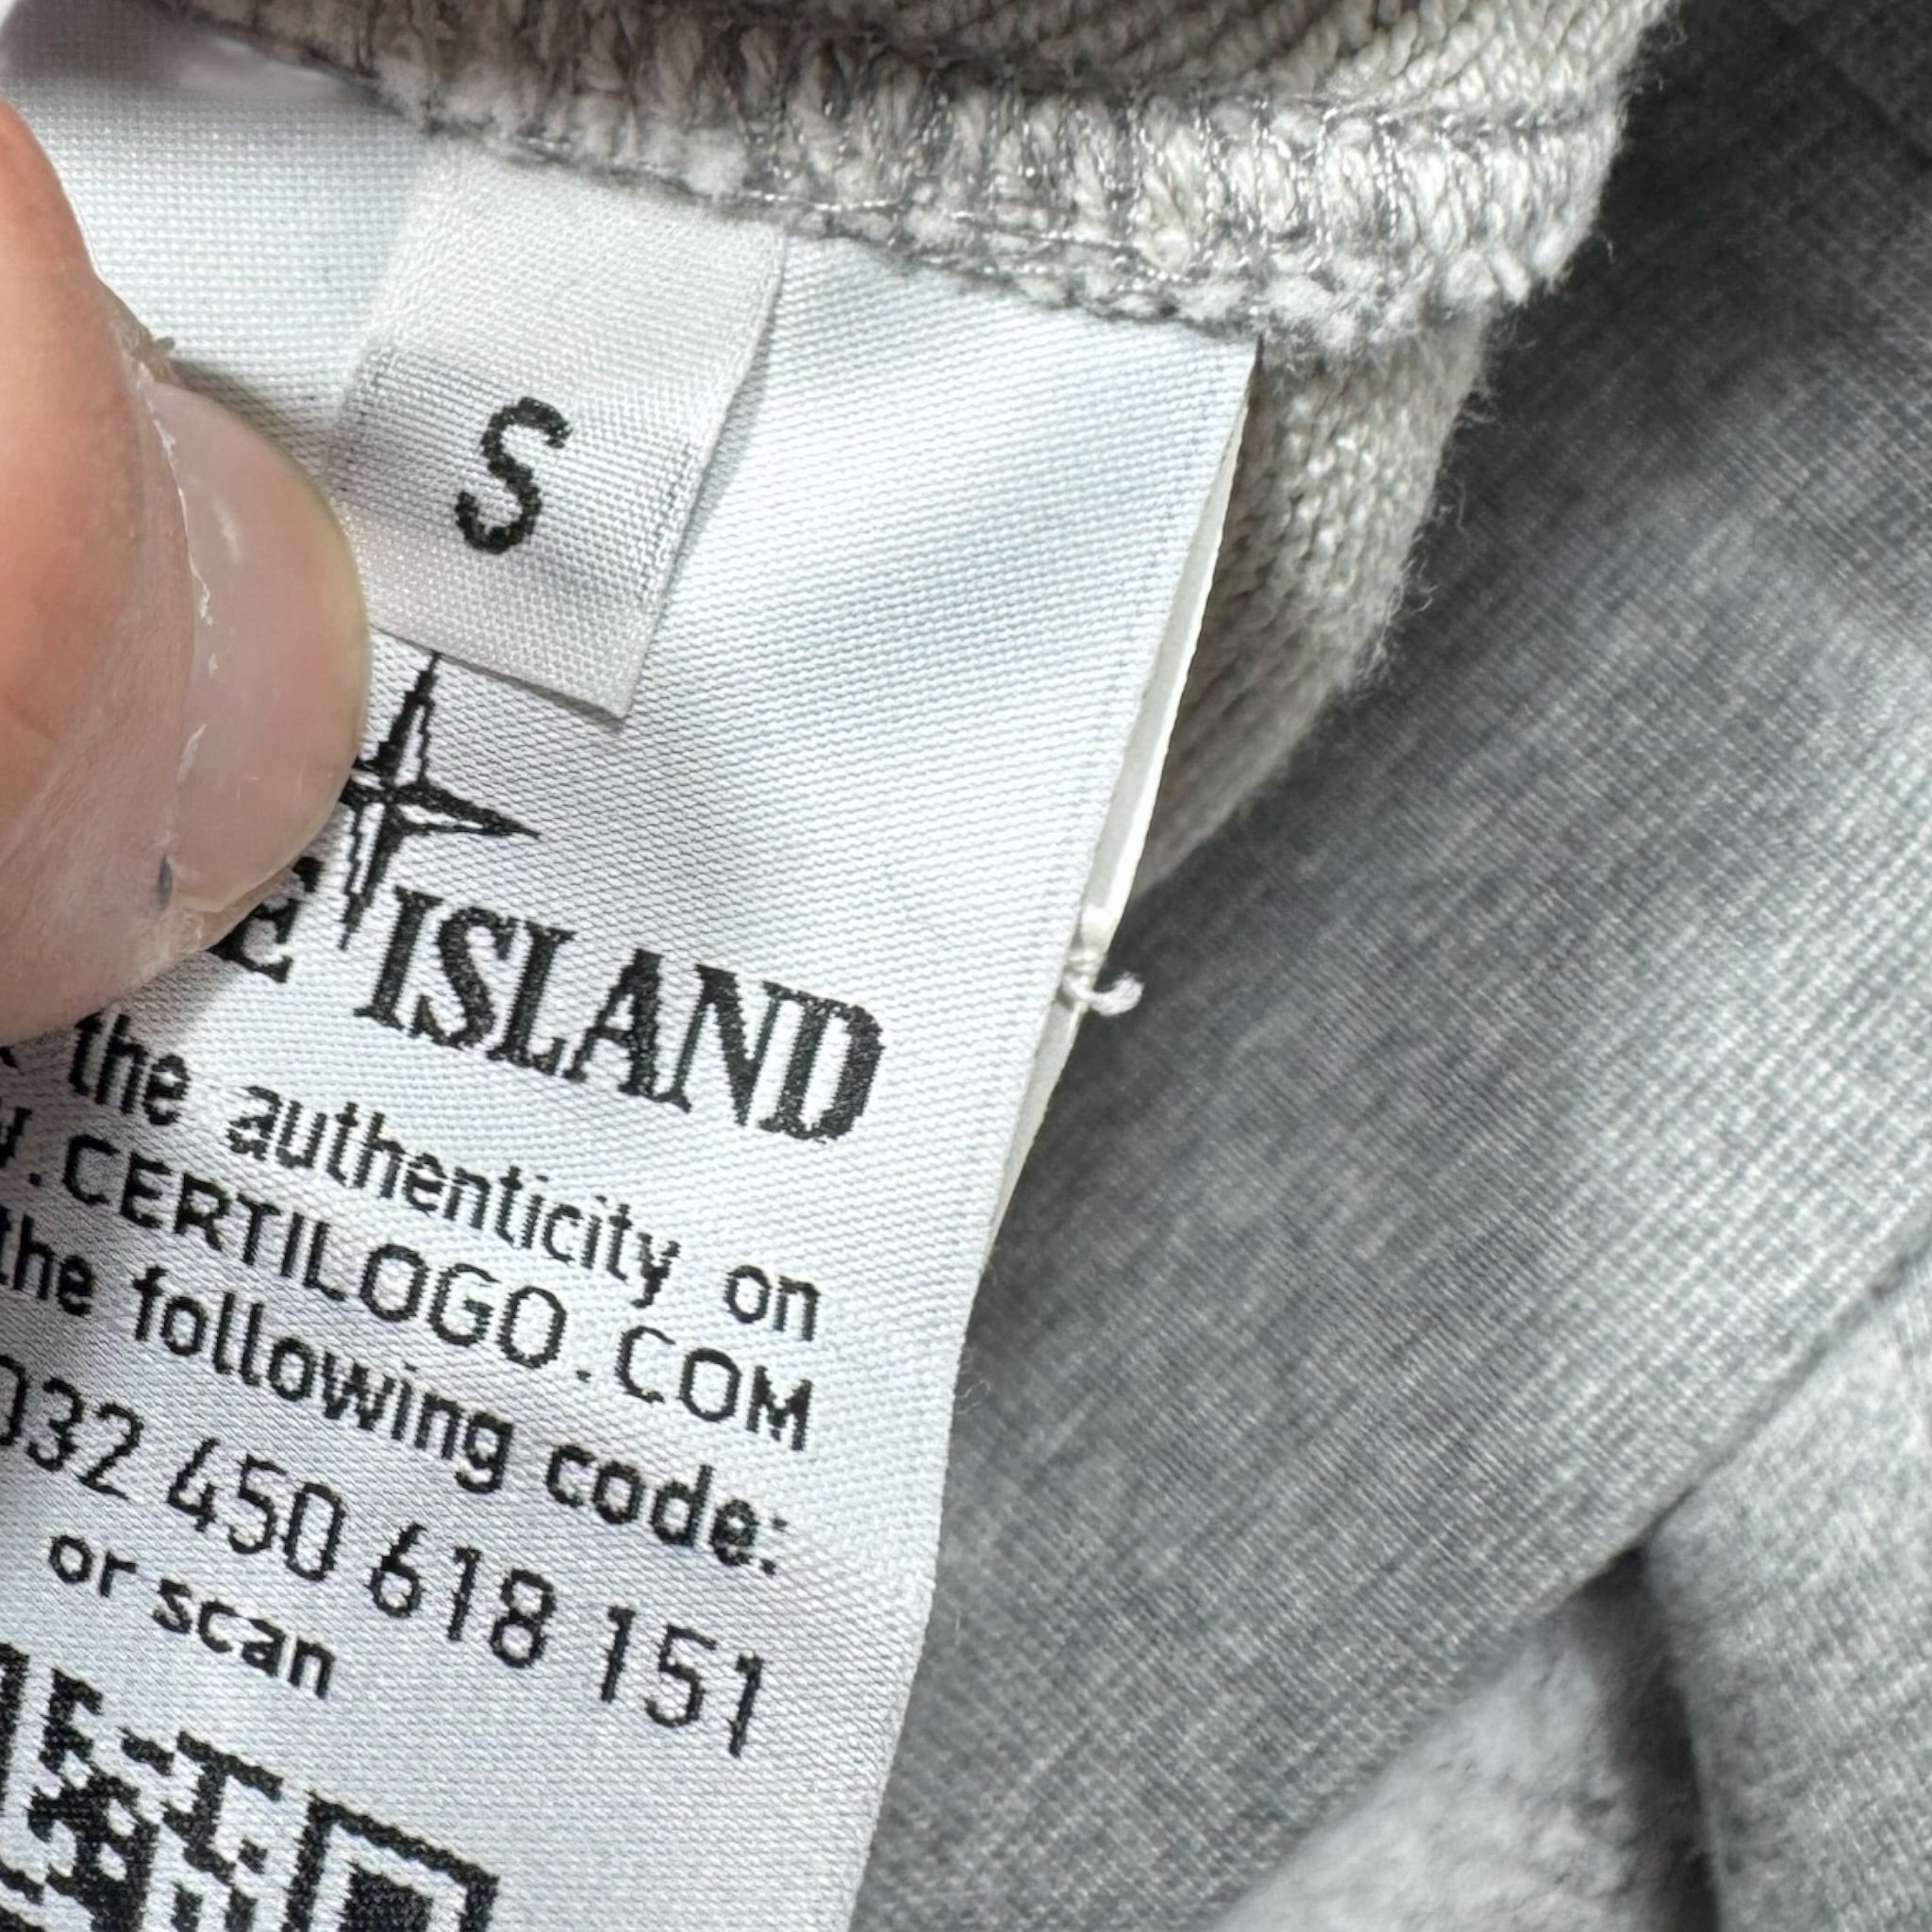 S
E ISLAND
the authenticity on
.CERTILOGO.COM
the following code:
032 450 618 151
or scan